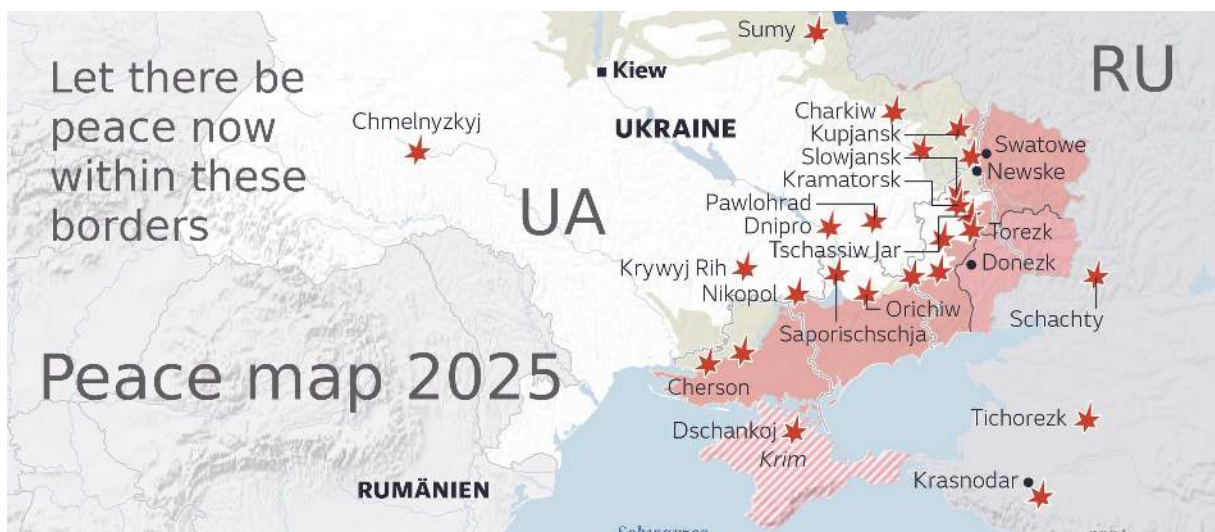 Let there be
peace now
within these
borders
Sumy
RU
Kiew
Chmelnyzkyj
UKRAINE
Charkiw
Kupjansk
Swatowe
Slowjansk
Newske
Kramatorsk
UA
Pawlohrad
Dnipro
Tschassiw Jar
Torezk
Krywyj Rih
Donezk
Nikopol
Orichiw
Schachty
Saporischschja
Peace map 2025
Cherson
Tichorezk
Dschankoj
Krim
Krasnodar
RUMÄNIEN